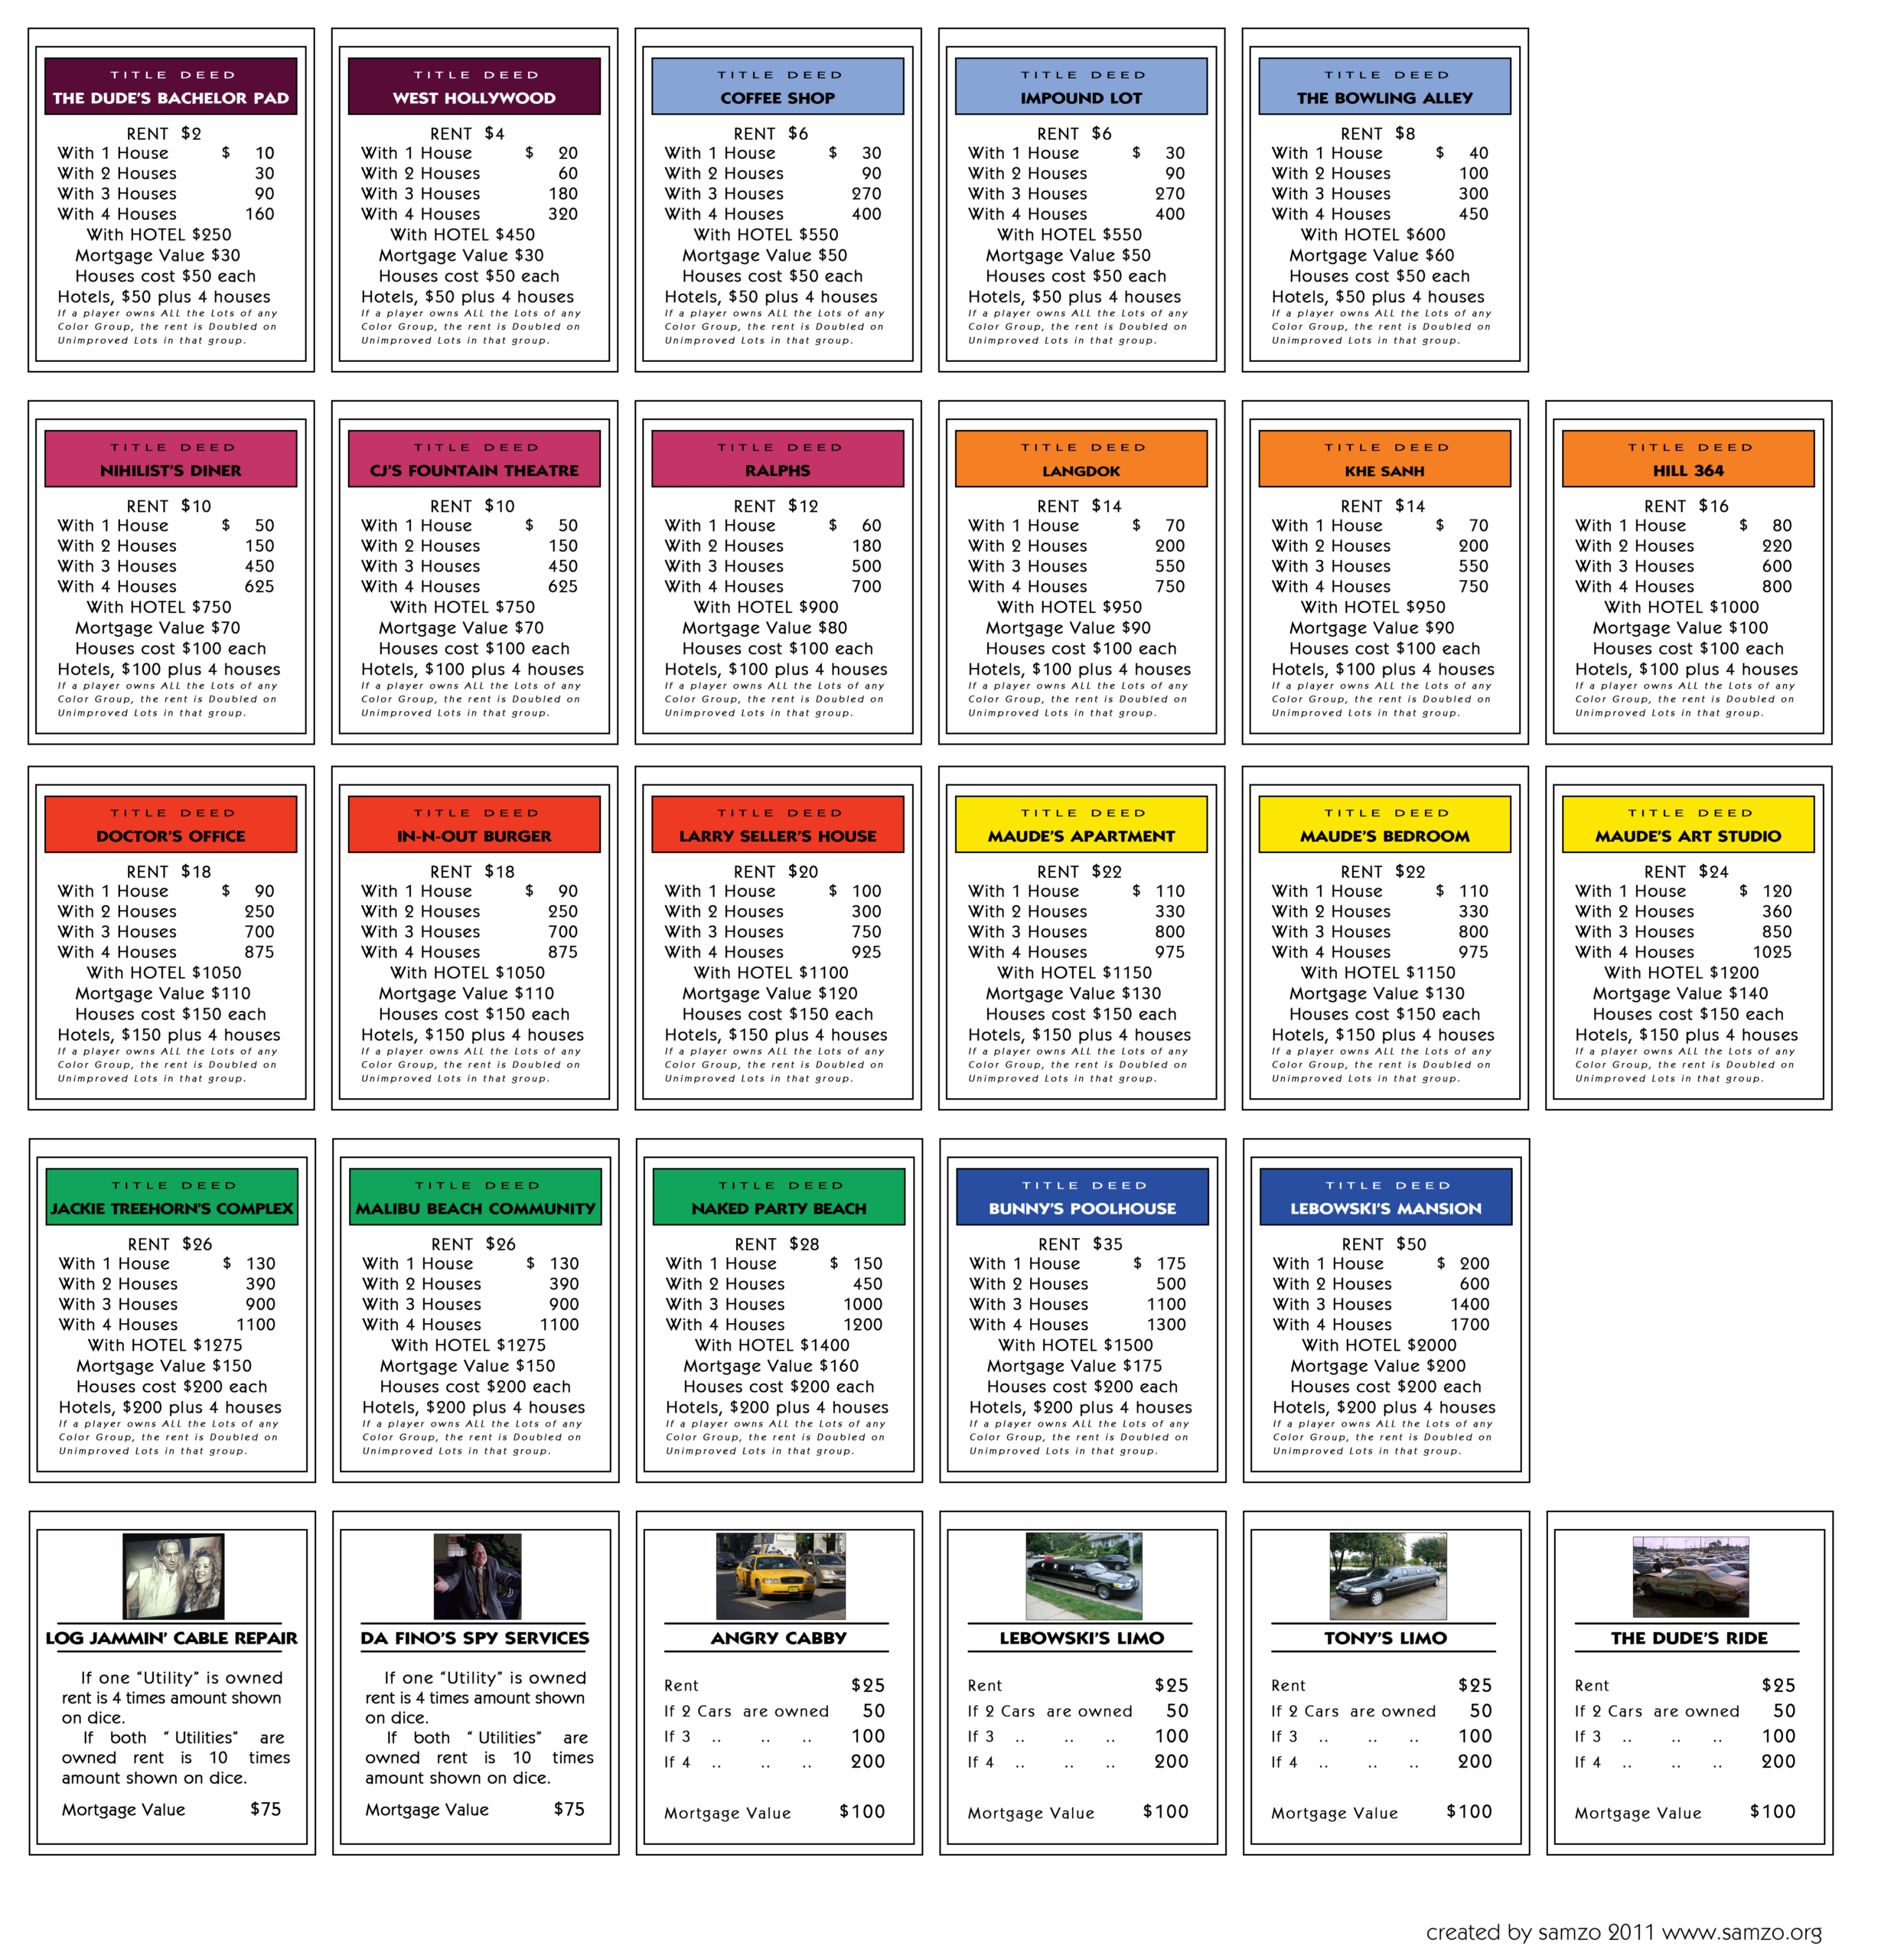 TITLE DEED
THE DUDE'S BACHELOR PAD
RENT $2
With 1 House $ 10
With 2 Houses 30
With 3 Houses 90
With 4 Houses 160
With HOTEL $250
Mortgage Value $30
Houses cost $50 each
Hotels, $50 plus 4 houses
If a player owns ALL the Lots of any
Color Group, the rent is Doubled on
Unimproved Lots in that group.
TITLE DEED
WEST HOLLYWOOD
RENT $4
With 1 House $ 20
With 2 Houses 60
With 3 Houses 180
With 4 Houses 320
With HOTEL $450
Mortgage Value $30
Houses cost $50 each
Hotels, $50 plus 4 houses
If a player owns ALL the Lots of any
Color Group, the rent is Doubled on
Unimproved Lots in that group.
TITLE DEED
COFFEE SHOP
RENT $6
With 1 House $ 30
With 2 Houses 90
With 3 Houses 270
With 4 Houses 400
With HOTEL $550
Mortgage Value $50
Houses cost $50 each
Hotels, $50 plus 4 houses
If a player owns ALL the Lots of any
Color Group, the rent is Doubled on
Unimproved Lots in that group.
TITLE DEED
IMPOUND LOT
RENT $6
With 1 House $ 30
With 2 Houses 90
With 3 Houses 270
With 4 Houses 400
With HOTEL $550
Mortgage Value $50
Houses cost $50 each
Hotels, $50 plus 4 houses
If a player owns ALL the Lots of any
Color Group, the rent is Doubled on
Unimproved Lots in that group.
TITLE DEED
THE BOWLING ALLEY
RENT $8
With 1 House $ 40
With 2 Houses 100
With 3 Houses 300
With 4 Houses 450
With HOTEL $600
Mortgage Value $60
Houses cost $50 each
Hotels, $50 plus 4 houses
If a player owns ALL the Lots of any
Color Group, the rent is Doubled on
Unimproved Lots in that group.
TITLE DEED
NIHILIST'S DINER
RENT $10
With 1 House $ 50
With 2 Houses 150
With 3 Houses 450
With 4 Houses 625
With HOTEL $750
Mortgage Value $70
Houses cost $100 each
Hotels, $100 plus 4 houses
If a player owns ALL the Lots of any
Color Group, the rent is Doubled on
Unimproved Lots in that group.
TITLE DEED
CJ'S FOUNTAIN THEATRE
RENT $10
With 1 House $ 50
With 2 Houses 150
With 3 Houses 450
With 4 Houses 625
With HOTEL $750
Mortgage Value $70
Houses cost $100 each
Hotels, $100 plus 4 houses
If a player owns ALL the Lots of any
Color Group, the rent is Doubled on
Unimproved Lots in that group.
TITLE DEED
RALPHS
RENT $12
With 1 House $ 60
With 2 Houses 180
With 3 Houses 500
With 4 Houses 700
With HOTEL $900
Mortgage Value $80
Houses cost $100 each
Hotels, $100 plus 4 houses
If a player owns ALL the Lots of any
Color Group, the rent is Doubled on
Unimproved Lots in that group.
TITLE DEED
LANGDOK
RENT $14
With 1 House $ 70
With 2 Houses 200
With 3 Houses 550
With 4 Houses 750
With HOTEL $950
Mortgage Value $90
Houses cost $100 each
Hotels, $100 plus 4 houses
If a player owns ALL the Lots of any
Color Group, the rent is Doubled on
Unimproved Lots in that group.
TITLE DEED
KHE SANH
RENT $14
With 1 House $ 70
With 2 Houses 200
With 3 Houses 550
With 4 Houses 750
With HOTEL $950
Mortgage Value $90
Houses cost $100 each
Hotels, $100 plus 4 houses
If a player owns ALL the Lots of any
Color Group, the rent is Doubled on
Unimproved Lots in that group.
TITLE DEED
HILL 364
RENT $16
With 1 House $ 80
With 2 Houses 220
With 3 Houses 600
With 4 Houses 800
With HOTEL $1000
Mortgage Value $100
Houses cost $100 each
Hotels, $100 plus 4 houses
If a player owns ALL the Lots of any
Color Group, the rent is Doubled on
Unimproved Lots in that group.
TITLE DEED
DOCTOR'S OFFICE
RENT $18
With 1 House $ 90
With 2 Houses 250
With 3 Houses 700
With 4 Houses 875
With HOTEL $1050
Mortgage Value $110
Houses cost $150 each
Hotels, $150 plus 4 houses
If a player owns ALL the Lots of any
Color Group, the rent is Doubled on
Unimproved Lots in that group.
TITLE DEED
IN-N-OUT BURGER
RENT $18
With 1 House $ 90
With 2 Houses 250
With 3 Houses 700
With 4 Houses 875
With HOTEL $1050
Mortgage Value $110
Houses cost $150 each
Hotels, $150 plus 4 houses
If a player owns ALL the Lots of any
Color Group, the rent is Doubled on
Unimproved Lots in that group.
TITLE DEED
LARRY SELLER'S HOUSE
RENT $20
With 1 House $ 100
With 2 Houses 300
With 3 Houses 750
With 4 Houses 925
With HOTEL $1100
Mortgage Value $120
Houses cost $150 each
Hotels, $150 plus 4 houses
If a player owns ALL the Lots of any
Color Group, the rent is Doubled on
Unimproved Lots in that group.
TITLE DEED
MAUDE'S APARTMENT
RENT $22
With 1 House $ 110
With 2 Houses 330
With 3 Houses 800
With 4 Houses 975
With HOTEL $1150
Mortgage Value $130
Houses cost $150 each
Hotels, $150 plus 4 houses
If a player owns ALL the Lots of any
Color Group, the rent is Doubled on
Unimproved Lots in that group.
TITLE DEED
MAUDE'S BEDROOM
RENT $22
With 1 House $ 110
With 2 Houses 330
With 3 Houses 800
With 4 Houses 975
With HOTEL $1150
Mortgage Value $130
Houses cost $150 each
Hotels, $150 plus 4 houses
If a player owns ALL the Lots of any
Color Group, the rent is Doubled on
Unimproved Lots in that group.
TITLE DEED
MAUDE'S ART STUDIO
RENT $24
With 1 House $ 120
With 2 Houses 360
With 3 Houses 850
With 4 Houses 1025
With HOTEL $1200
Mortgage Value $140
Houses cost $150 each
Hotels, $150 plus 4 houses
If a player owns ALL the Lots of any
Color Group, the rent is Doubled on
Unimproved Lots in that group.
TITLE DEED
JACKIE TREEHORN'S COMPLEX
RENT $26
With 1 House $ 130
With 2 Houses 390
With 3 Houses 900
With 4 Houses 1100
With HOTEL $1275
Mortgage Value $150
Houses cost $200 each
Hotels, $200 plus 4 houses
If a player owns ALL the Lots of any
Color Group, the rent is Doubled on
Unimproved Lots in that group.
TITLE DEED
MALIBU BEACH COMMUNITY
RENT $26
With 1 House $ 130
With 2 Houses 390
With 3 Houses 900
With 4 Houses 1100
With HOTEL $1275
Mortgage Value $150
Houses cost $200 each
Hotels, $200 plus 4 houses
If a player owns ALL the Lots of any
Color Group, the rent is Doubled on
Unimproved Lots in that group.
TITLE DEED
NAKED PARTY BEACH
RENT $28
With 1 House $ 150
With 2 Houses 450
With 3 Houses 1000
With 4 Houses 1200
With HOTEL $1400
Mortgage Value $160
Houses cost $200 each
Hotels, $200 plus 4 houses
If a player owns ALL the Lots of any
Color Group, the rent is Doubled on
Unimproved Lots in that group.
TITLE DEED
BUNNY'S POOLHOUSE
RENT $35
With 1 House $ 175
With 2 Houses 500
With 3 Houses 1100
With 4 Houses 1300
With HOTEL $1500
Mortgage Value $175
Houses cost $200 each
Hotels, $200 plus 4 houses
If a player owns ALL the Lots of any
Color Group, the rent is Doubled on
Unimproved Lots in that group.
TITLE DEED
LEBOWSKI'S MANSION
RENT $50
With 1 House $ 200
With 2 Houses 600
With 3 Houses 1400
With 4 Houses 1700
With HOTEL $2000
Mortgage Value $200
Houses cost $200 each
Hotels, $200 plus 4 houses
If a player owns ALL the Lots of any
Color Group, the rent is Doubled on
Unimproved Lots in that group.
LOG JAMMIN' CABLE REPAIR
If one "Utility" is owned
rent is 4 times amount shown
on dice.
If both " Utilities" are
owned rent is 10 times
amount shown on dice.
Mortgage Value $75
DA FINO'S SPY SERVICES
If one "Utility" is owned
rent is 4 times amount shown
on dice.
If both " Utilities" are
owned rent is 10 times
amount shown on dice.
Mortgage Value $75
ANGRY CABBY
Rent $25
If 2 Cars are owned 50
If 3 .. .. .. 100
If 4 .. .. .. 200
Mortgage Value $100
LEBOWSKI'S LIMO
Rent $25
If 2 Cars are owned 50
If 3 .. .. .. 100
If 4 .. .. .. 200
Mortgage Value $100
TONY'S LIMO
Rent $25
If 2 Cars are owned 50
If 3 .. .. .. 100
If 4 .. .. .. 200
Mortgage Value $100
THE DUDE'S RIDE
Rent $25
If 2 Cars are owned 50
If 3 .. .. .. 100
If 4 .. .. .. 200
Mortgage Value $100
created by samzo 2011 www.samzo.org